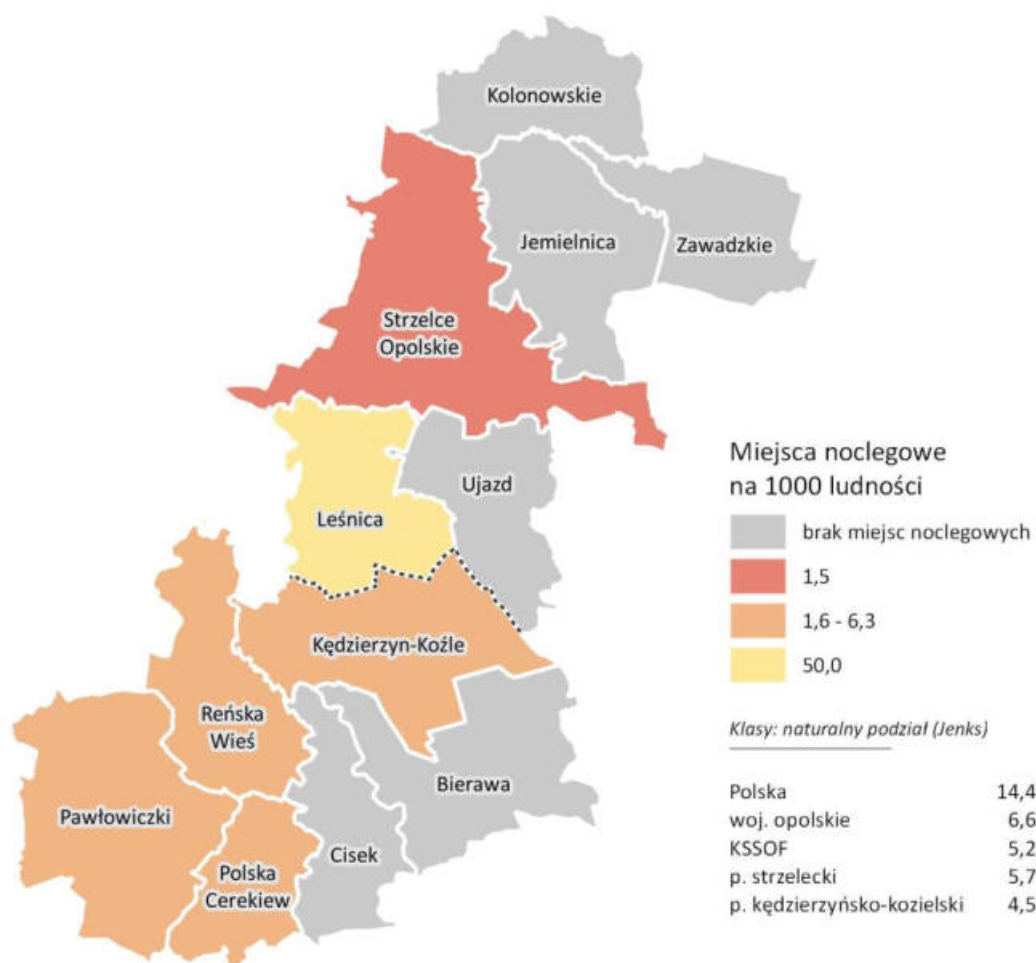 Kolonowskie
Jemielnica
Zawadzkie
Strzelce
Opolskie
Ujazd
Leśnica
Kędzierzyn-Koźle
Reńska
Wieś
Bierawa
Pawłowiczki
Cisek
Polska
Cerekiew
Miejsca noclegowe
na 1000 ludności
brak miejsc noclegowych
1,5
1,6 - 6,3
50,0
Klasy: naturalny podział (Jenks)
Polska 14,4
woj. opolskie 6,6
KSSOF 5,2
p. strzelecki 5,7
p. kędzierzyńsko-kozielski 4,5